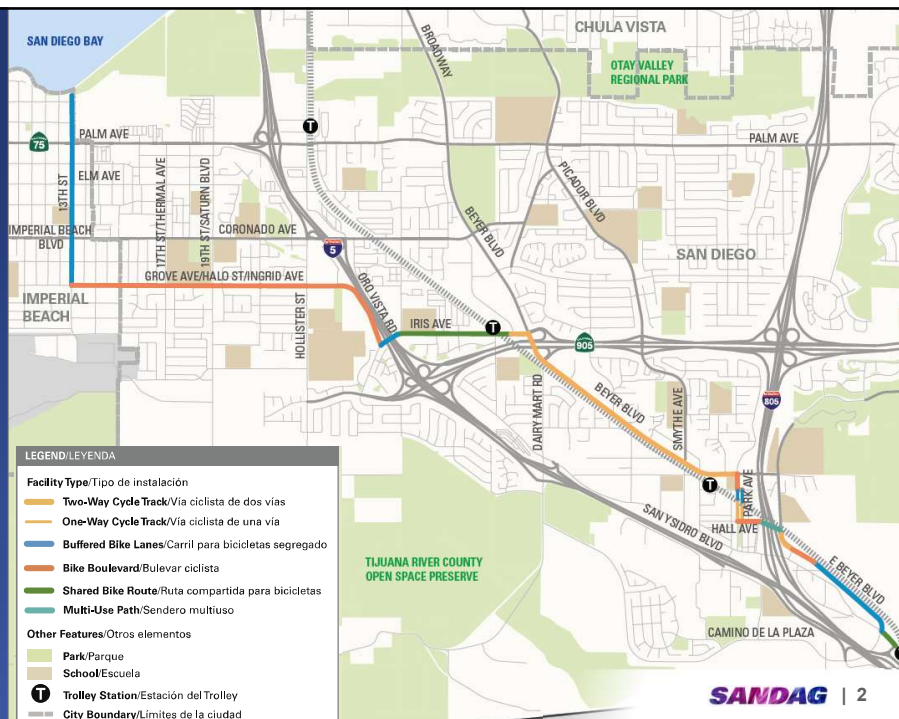 SAN DIEGO BAY
CHULA VISTA
BROADWAY
OTAY VALLEY
REGIONAL PARK
T
75
PALM AVE
PALM AVE
ELM AVE
13TH ST
17TH ST/THERMAL AVE
19TH ST/SATURN BLVD
PICADOR BLVD
BEYER BLVD
IMPERIAL BEACH
BLVD
CORONADO AVE
INTERSTATE
5
SAN DIEGO
GROVE AVE/HALO ST/INGRID AVE
IMPERIAL
BEACH
HOLLISTER ST
ORO VISTA RD
IRIS AVE
T
905
DAIRY MART RD
BEYER BLVD
SMYTHE AVE
INTERSTATE
805
T
PARK AVE
HALL AVE
SAN YSIDRO BLVD
E BEYER BLVD
TIJUANA RIVER COUNTY
OPEN SPACE PRESERVE
CAMINO DE LA PLAZA
LEGEND/LEYENDA
Facility Type/Tipo de instalación
Two-Way Cycle Track/Vía ciclista de dos vías
One-Way Cycle Track/Vía ciclista de una vía
Buffered Bike Lanes/Carril para bicicletas segregado
Bike Boulevard/Bulevar ciclista
Shared Bike Route/Ruta compartida para bicicletas
Multi-Use Path/Sendero multiuso
Other Features/Otros elementos
Park/Parque
School/Escuela
T Trolley Station/Estación del Trolley
City Boundary/Límites de la ciudad
SANDAG | 2